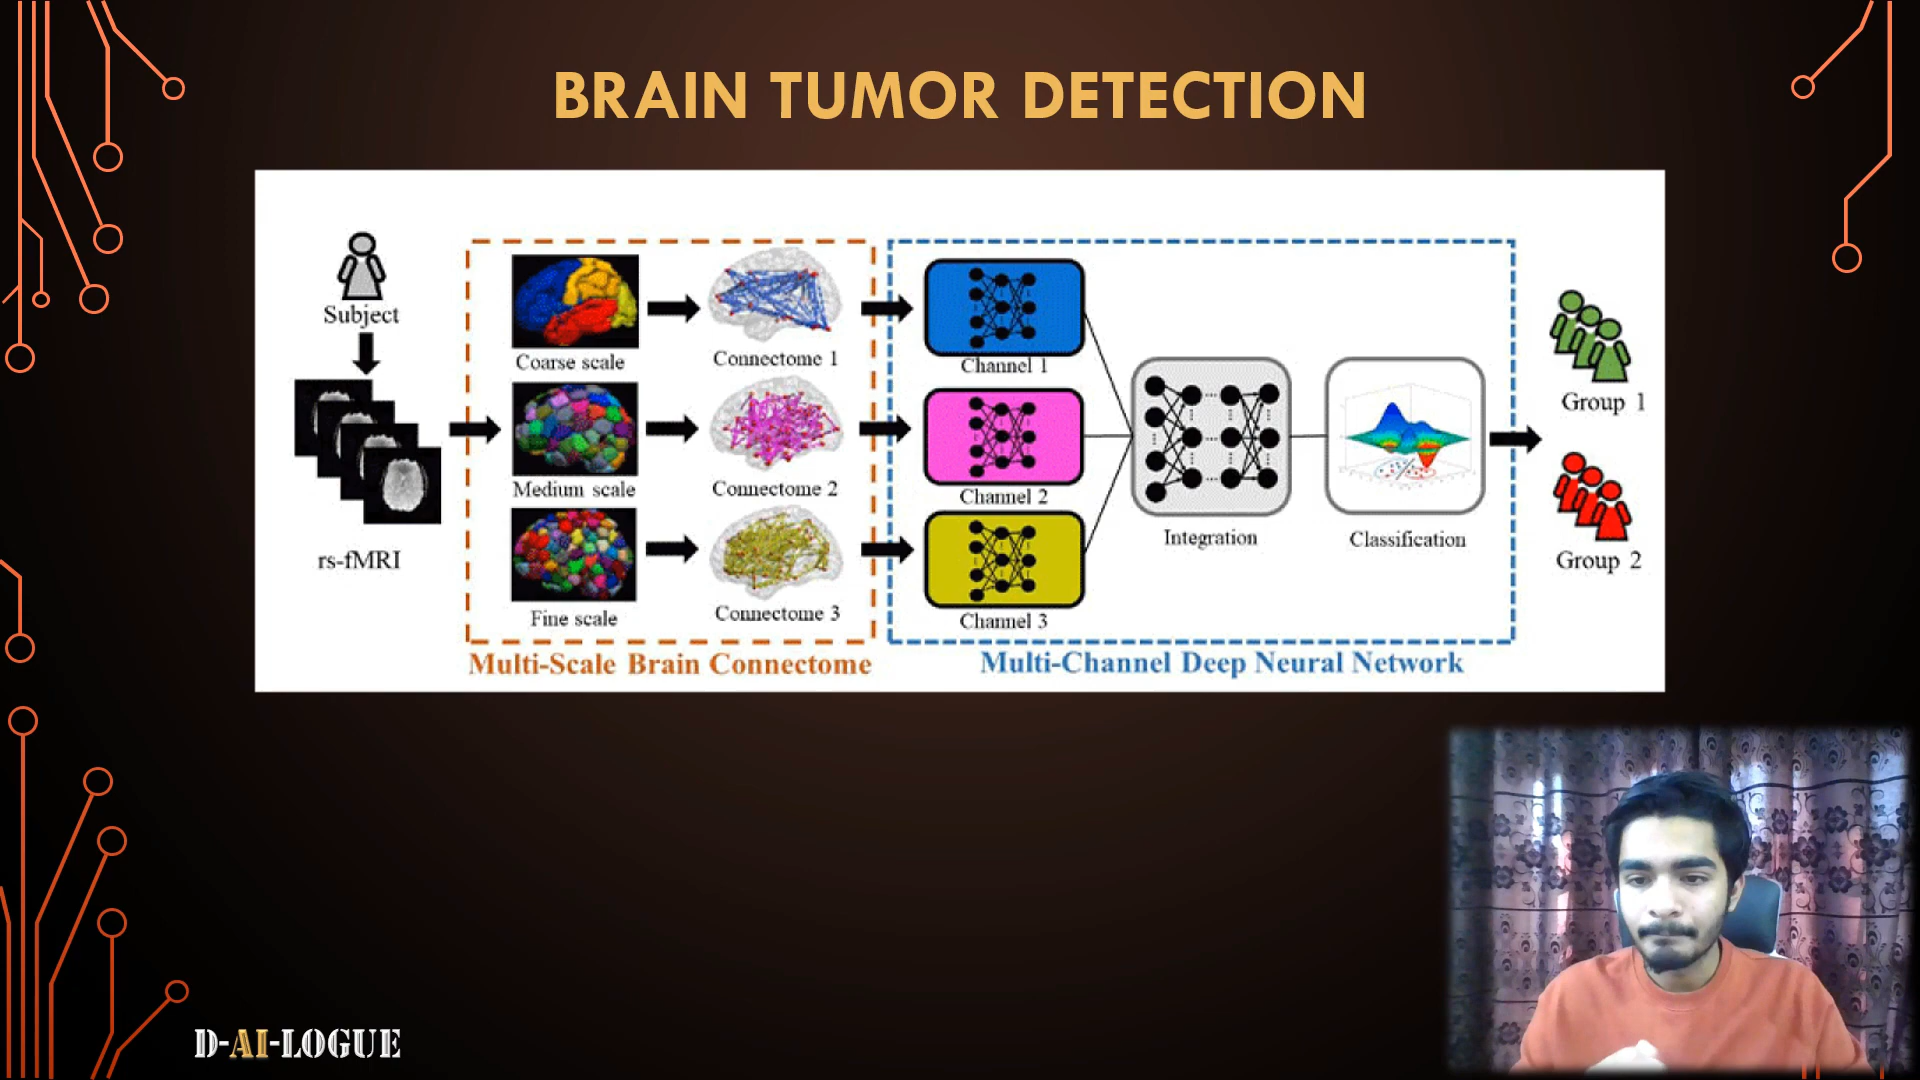 BRAIN TUMOR DETECTION
Subject
rs-fMRI
Coarse scale
Connectome 1
Medium scale
Connectome 2
Fine scale
Connectome 3
Multi-Scale Brain Connectome
Channel 1
Channel 2
Channel 3
Integration
Classification
Multi-Channel Deep Neural Network
Group 1
Group 2
D-AI-LOGUE